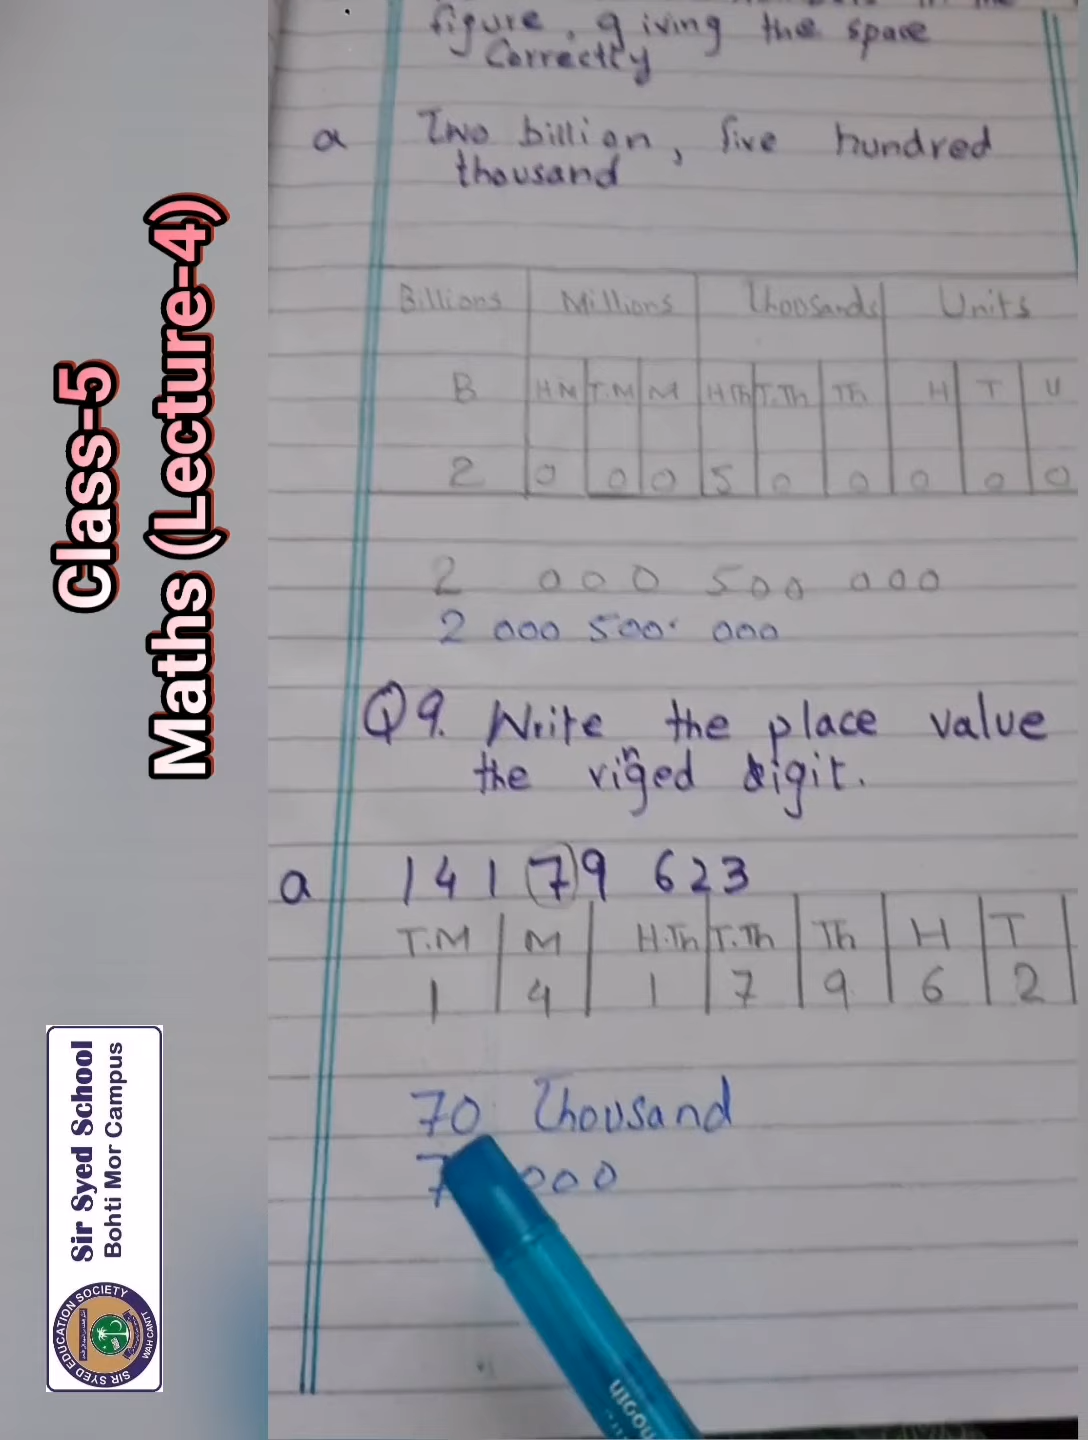 Class-5
Maths (Lecture-4)
Sir Syed School
Bohti Mor Campus
SIR SYED EDUCATION SOCIETY
WAH CANTT
figure, giving the space
Correctly
a Two billion, five hundred
thousand
Billions Millions Thousands Units
B H M T.M M H Th T.Th Th H T U
2 0 0 0 5 0 0 0 0 0
2 000 500 000
2 000 500 000
Q9. Write the place value
the ringed digit.
a 141 79 623
T.M M H.Th T.Th Th H T
1 4 1 7 9 6 2
70 Thousand
7 000